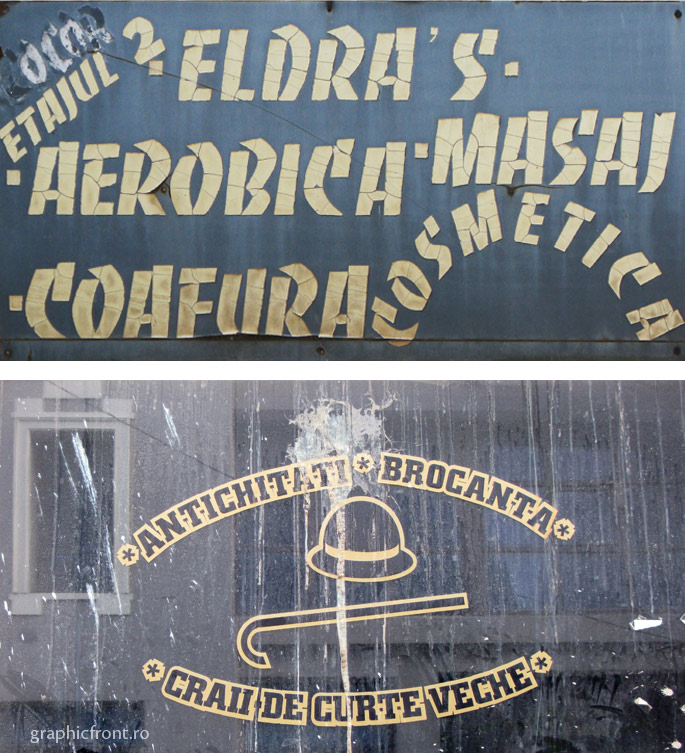 ETAJUL 2
ELDRA'S
AEROBICA · MASAJ
COAFURA
COSMETICA
* ANTICHITATI * BROCANTA *
* CRAII·DE CURTE VECHE *
graphicfront.ro